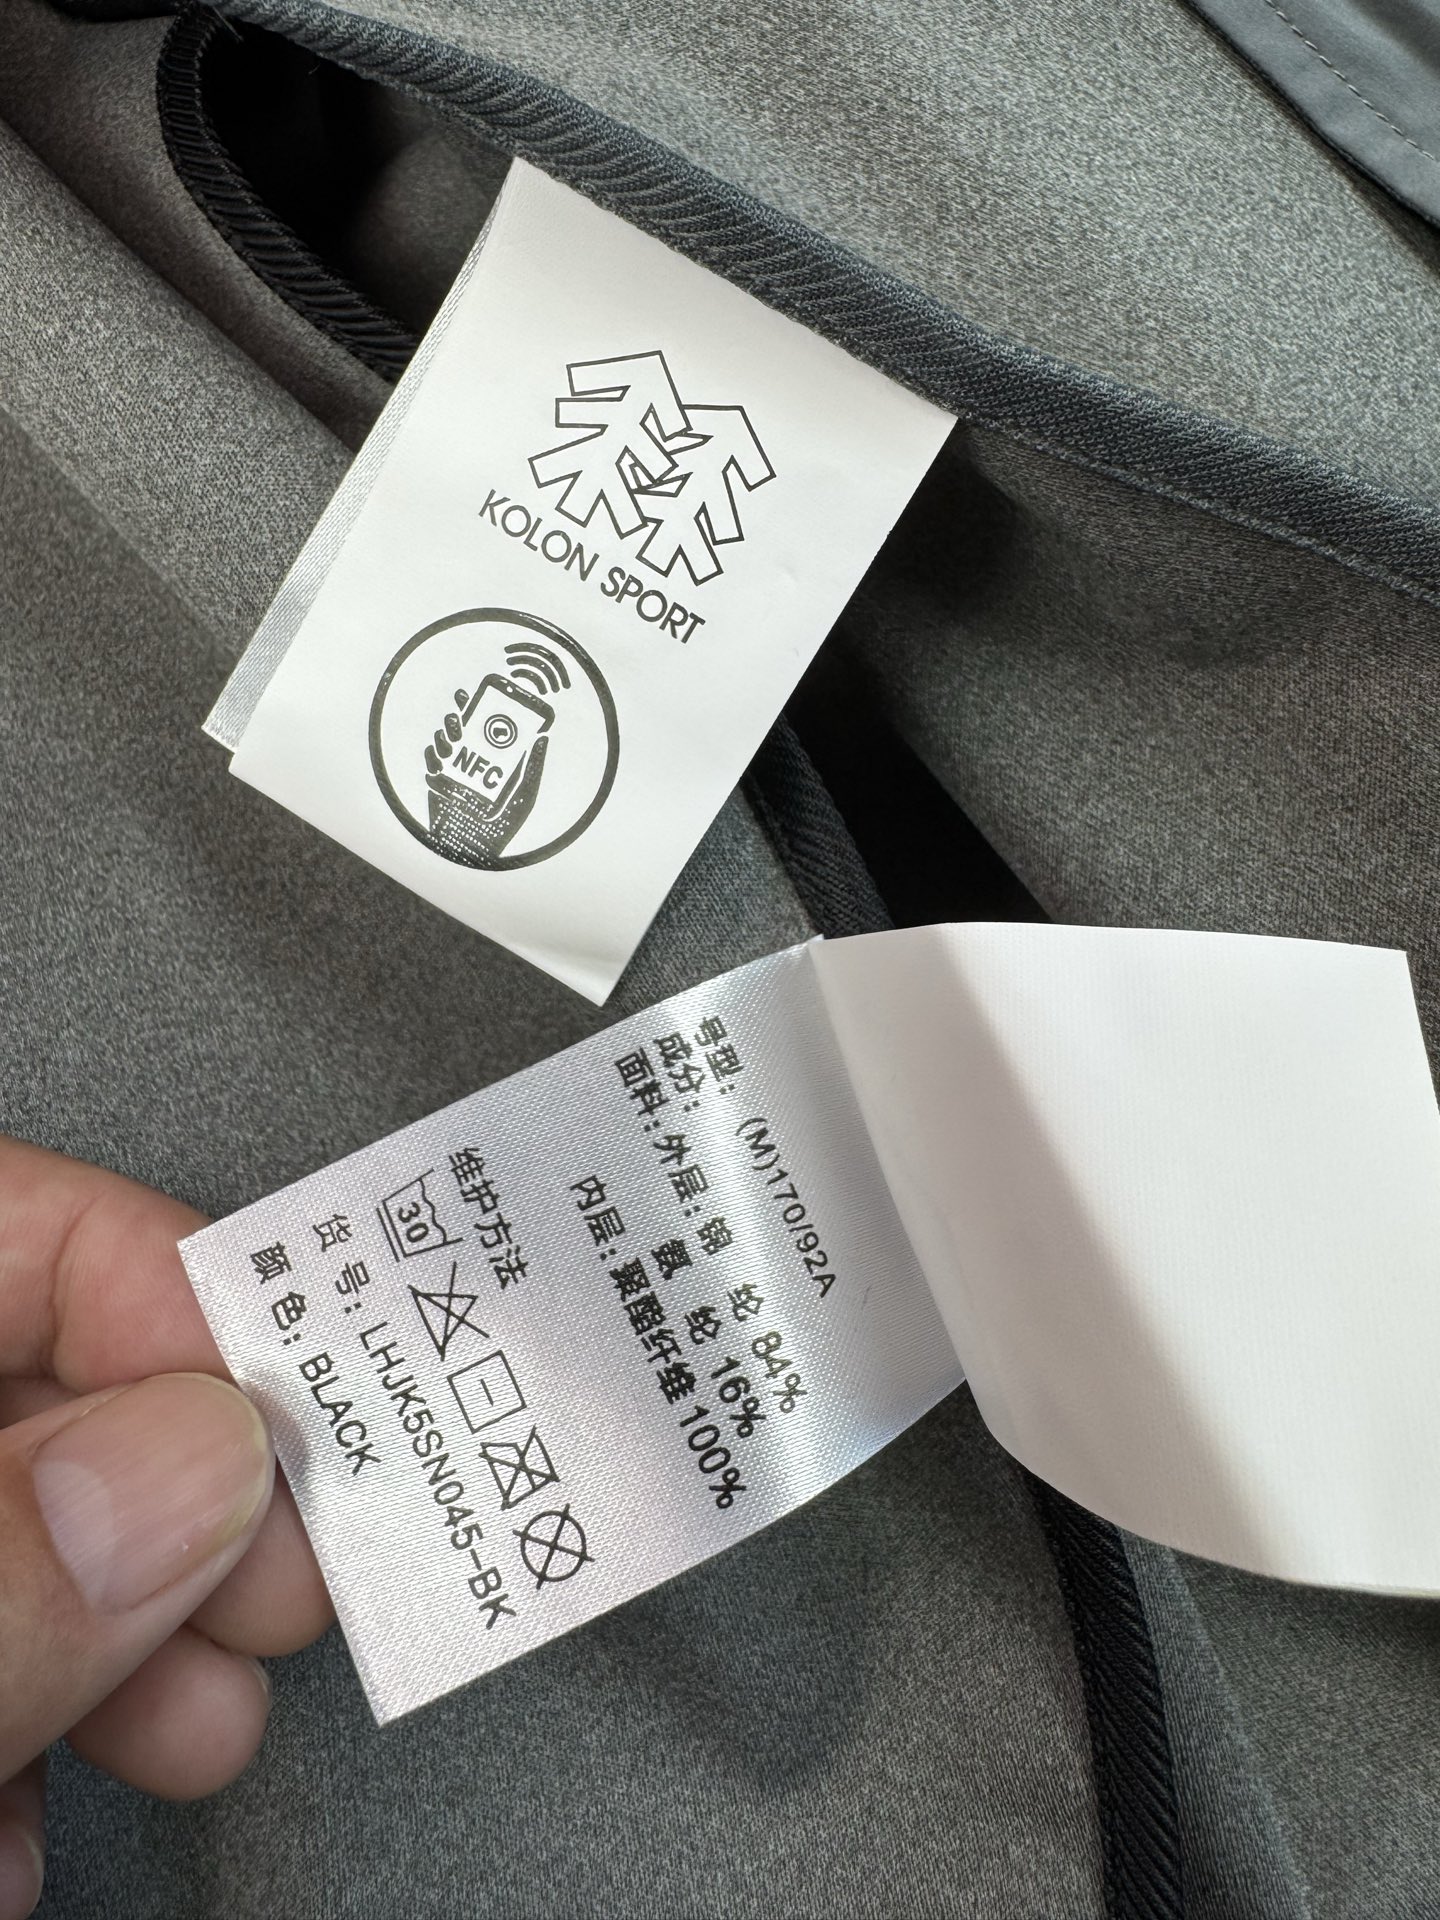 KOLON SPORT
NFC
号型: (M)170/92A
成分:
面料:外层:锦 纶 84%
氨 纶 16%
内层:聚酯纤维 100%
维护方法
30
货 号: LHJK5SN045-BK
颜 色: BLACK